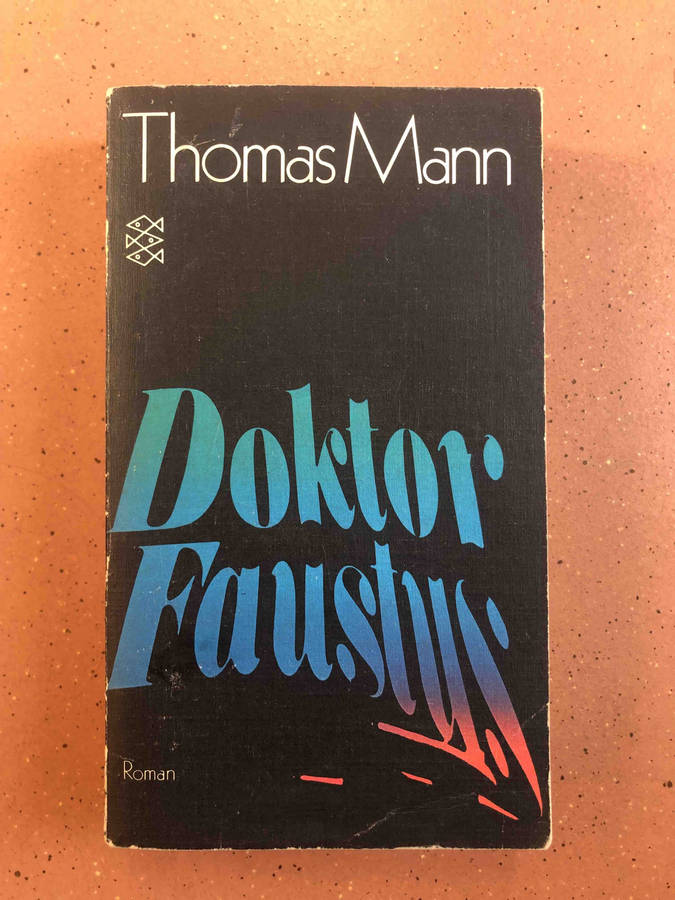 Thomas Mann
Doktor
Faustus
Roman